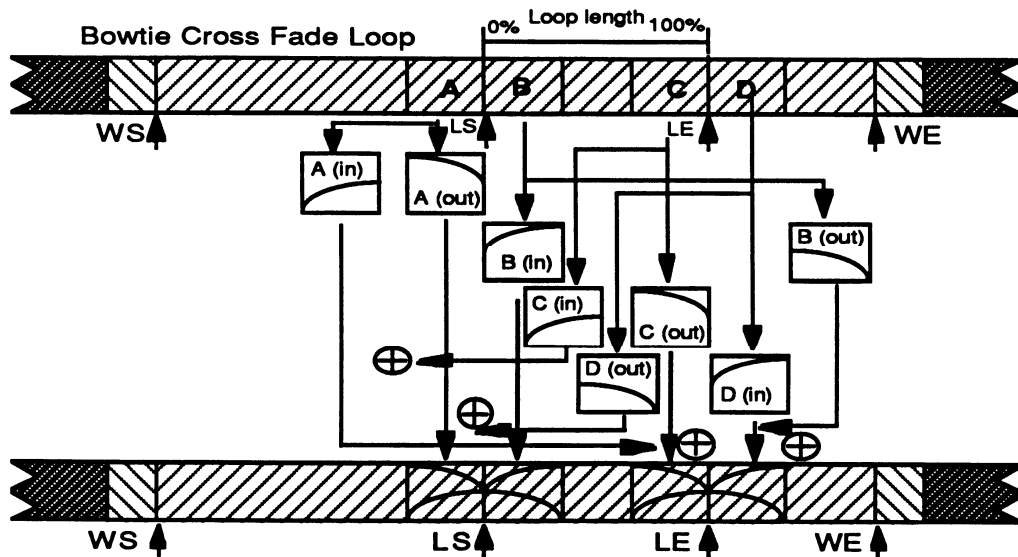 Loop length
0% 100%
Bowtie Cross Fade Loop
A B C D
WS LS LE WE
A (in)
A (out)
B (in)
B (out)
C (in)
C (out)
D (out)
D (in)
WS LS LE WE